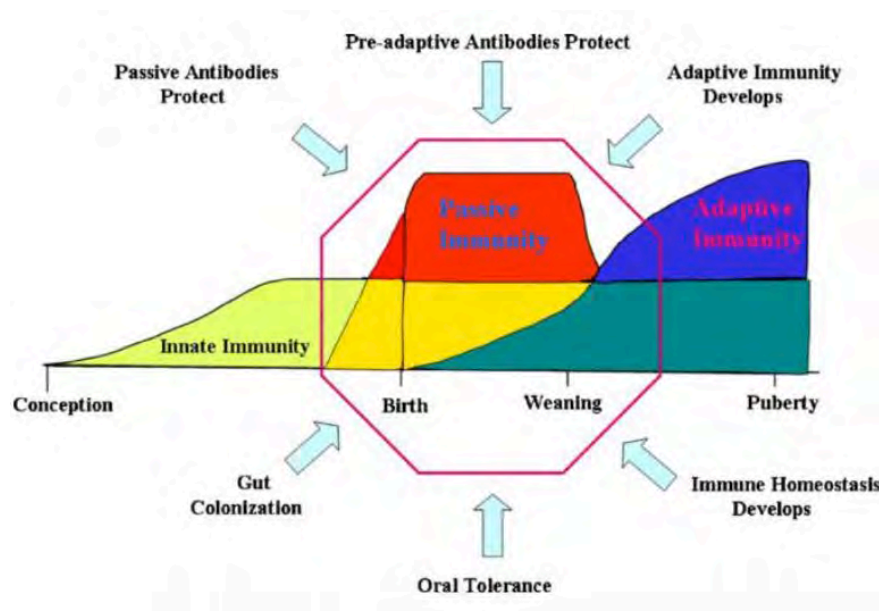 Pre-adaptive Antibodies Protect
Passive Antibodies
Protect
Adaptive Immunity
Develops
Passive
Immunity
Adaptive
Immunity
Innate Immunity
Conception
Birth
Weaning
Puberty
Gut
Colonization
Immune Homeostasis
Develops
Oral Tolerance